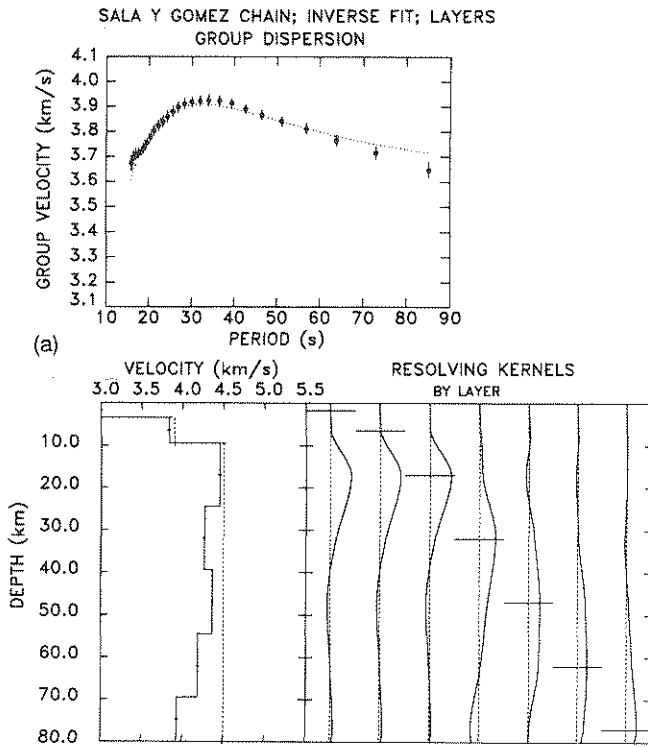 SALA Y GOMEZ CHAIN; INVERSE FIT; LAYERS
GROUP DISPERSION
4.1
4.0
3.9
3.8
3.7
3.6
3.5
3.4
3.3
3.2
3.1
GROUP VELOCITY (km/s)
10 20 30 40 50 60 70 80 90
PERIOD (s)
(a)
VELOCITY (km/s)
3.0 3.5 4.0 4.5 5.0 5.5
RESOLVING KERNELS
BY LAYER
10.0
20.0
30.0
40.0
50.0
60.0
70.0
80.0
DEPTH (km)